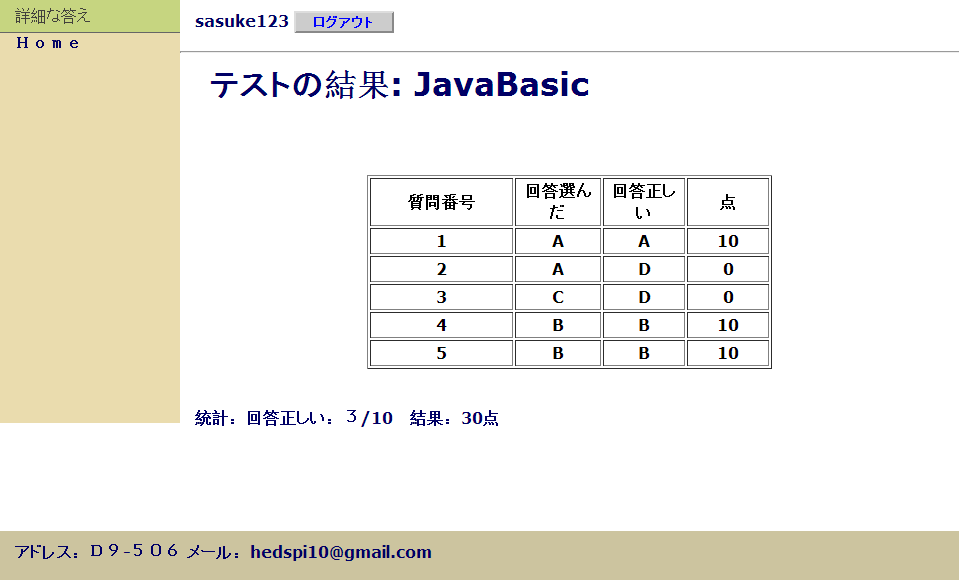 詳細な答え
Ｈｏｍｅ
sasuke123 ログアウト
テストの結果: JavaBasic
質問番号 回答選んだ 回答正しい 点
1 A A 10
2 A D 0
3 C D 0
4 B B 10
5 B B 10
統計：回答正しい：３/10　結果：30点
アドレス：Ｄ９-５０６ メール：hedspi10@gmail.com